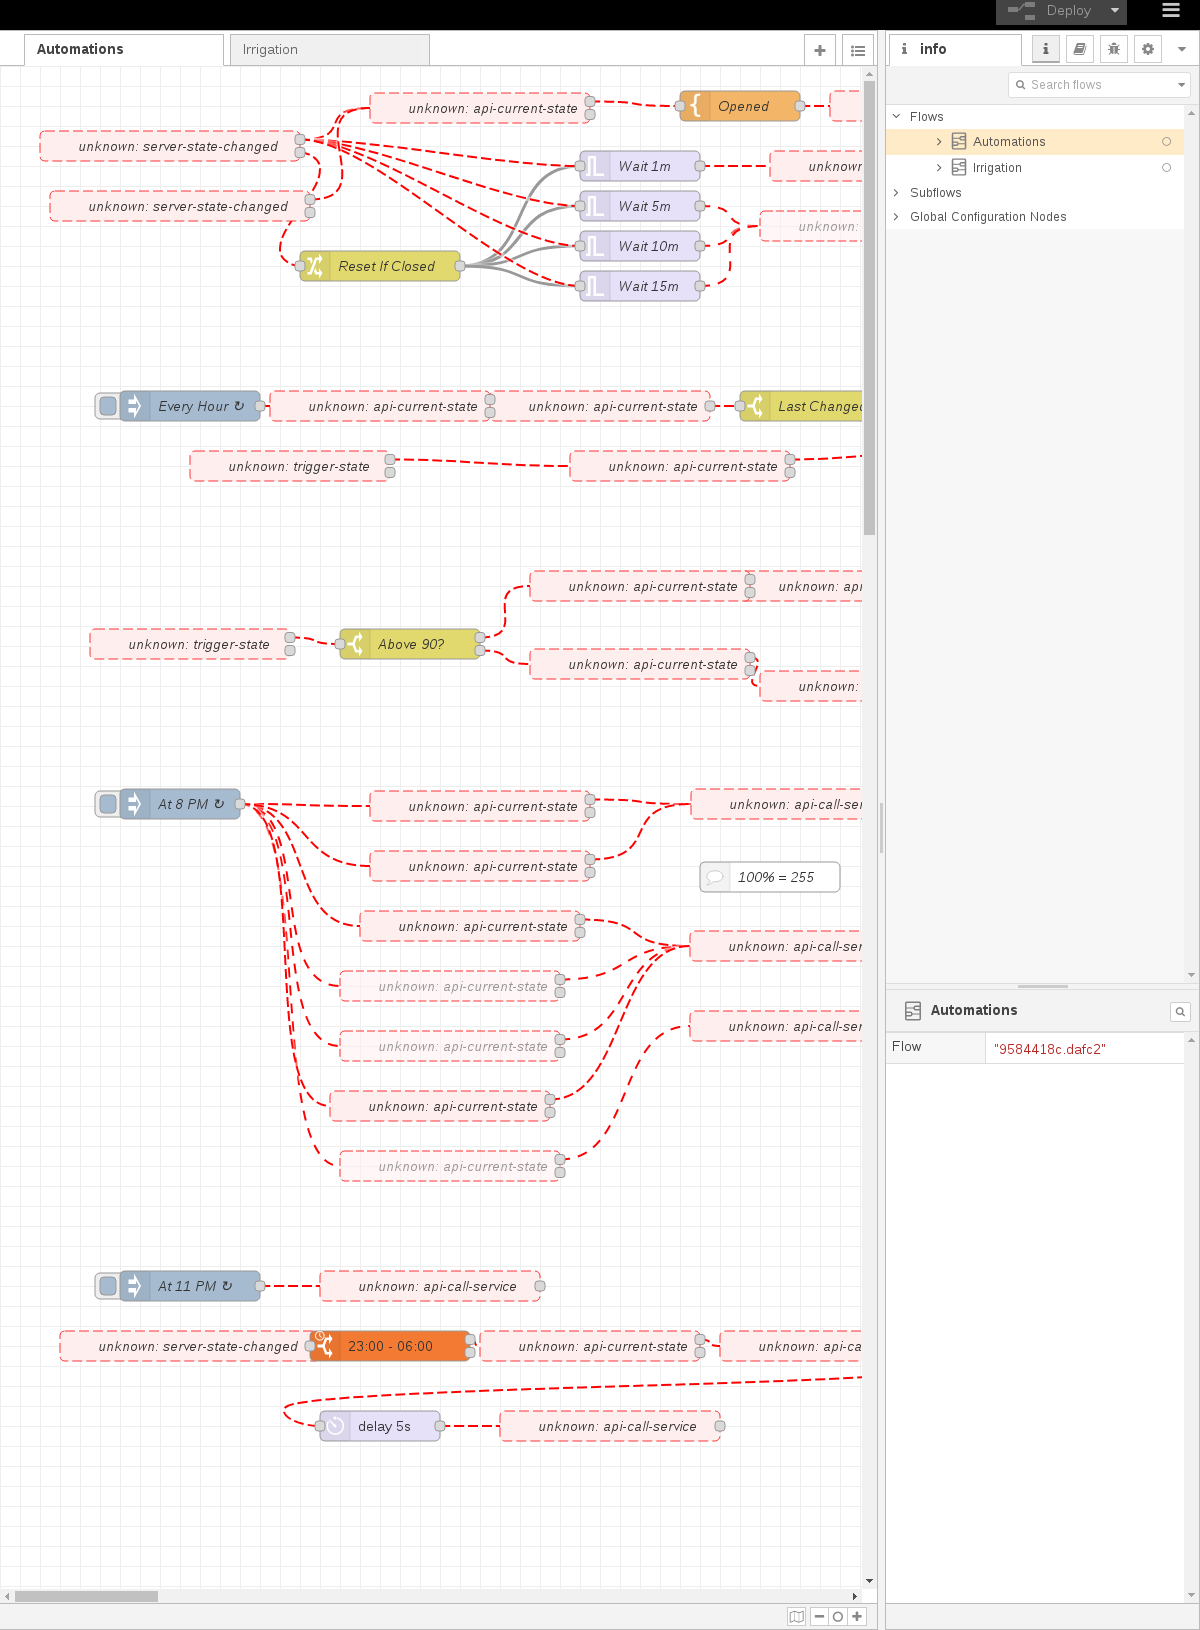 Deploy
Automations
Irrigation
info
Search flows
Flows
Automations
Irrigation
Subflows
Global Configuration Nodes
unknown: api-current-state
Opened
unknown: server-state-changed
Wait 1m
unknown
unknown: server-state-changed
Wait 5m
unknown:
Wait 10m
Reset If Closed
Wait 15m
Every Hour ↻
unknown: api-current-state
unknown: api-current-state
Last Changed
unknown: trigger-state
unknown: api-current-state
unknown: api-current-state
unknown: api
unknown: trigger-state
Above 90?
unknown: api-current-state
unknown:
At 8 PM ↻
unknown: api-current-state
unknown: api-call-ser
unknown: api-current-state
100% = 255
unknown: api-current-state
unknown: api-call-ser
unknown: api-current-state
unknown: api-call-ser
unknown: api-current-state
unknown: api-current-state
unknown: api-current-state
At 11 PM ↻
unknown: api-call-service
unknown: server-state-changed
23:00 - 06:00
unknown: api-current-state
unknown: api-ca
delay 5s
unknown: api-call-service
Automations
Flow
"9584418c.dafc2"